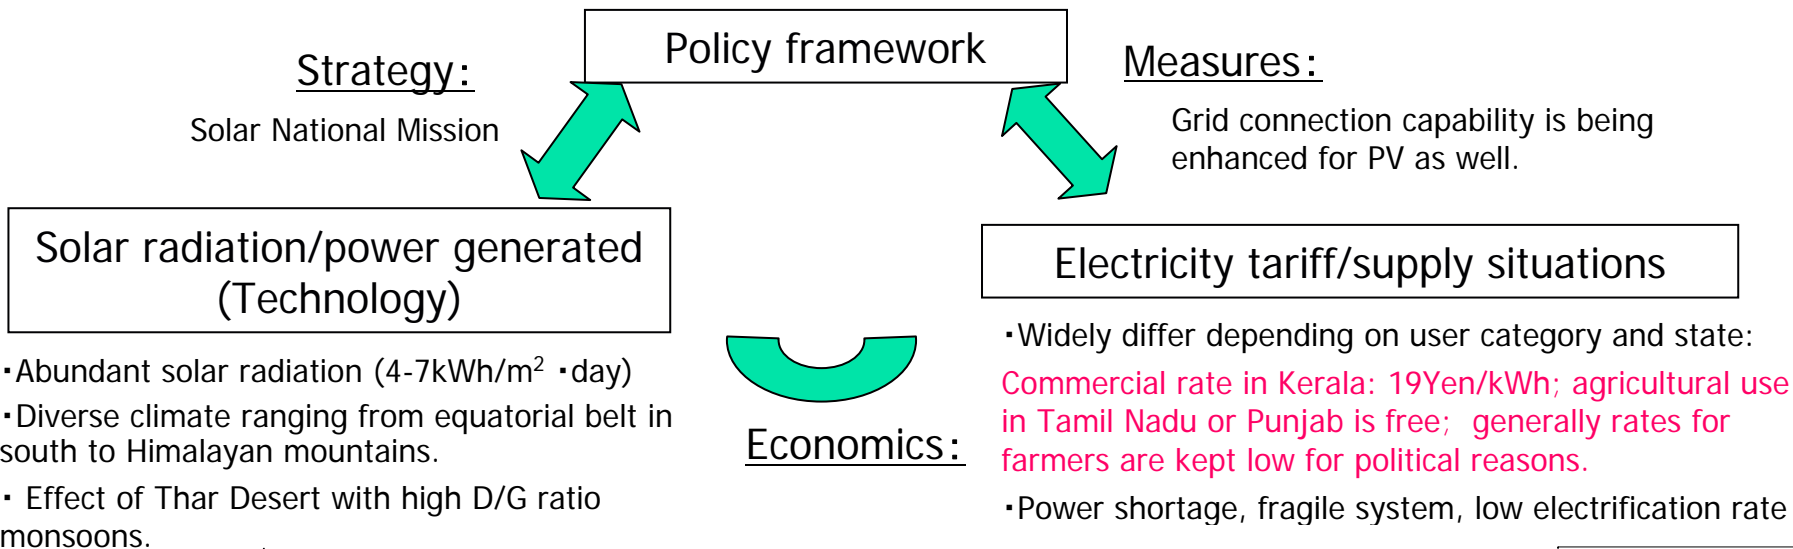 Policy framework
Strategy:
Solar National Mission
Measures:
Grid connection capability is being
enhanced for PV as well.
Solar radiation/power generated
(Technology)
Electricity tariff/supply situations
・Abundant solar radiation (4-7kWh/m² ・day)
・Diverse climate ranging from equatorial belt in
south to Himalayan mountains.
・ Effect of Thar Desert with high D/G ratio
monsoons.
Economics:
・Widely differ depending on user category and state:
Commercial rate in Kerala: 19Yen/kWh; agricultural use
in Tamil Nadu or Punjab is free; generally rates for
farmers are kept low for political reasons.
・Power shortage, fragile system, low electrification rate